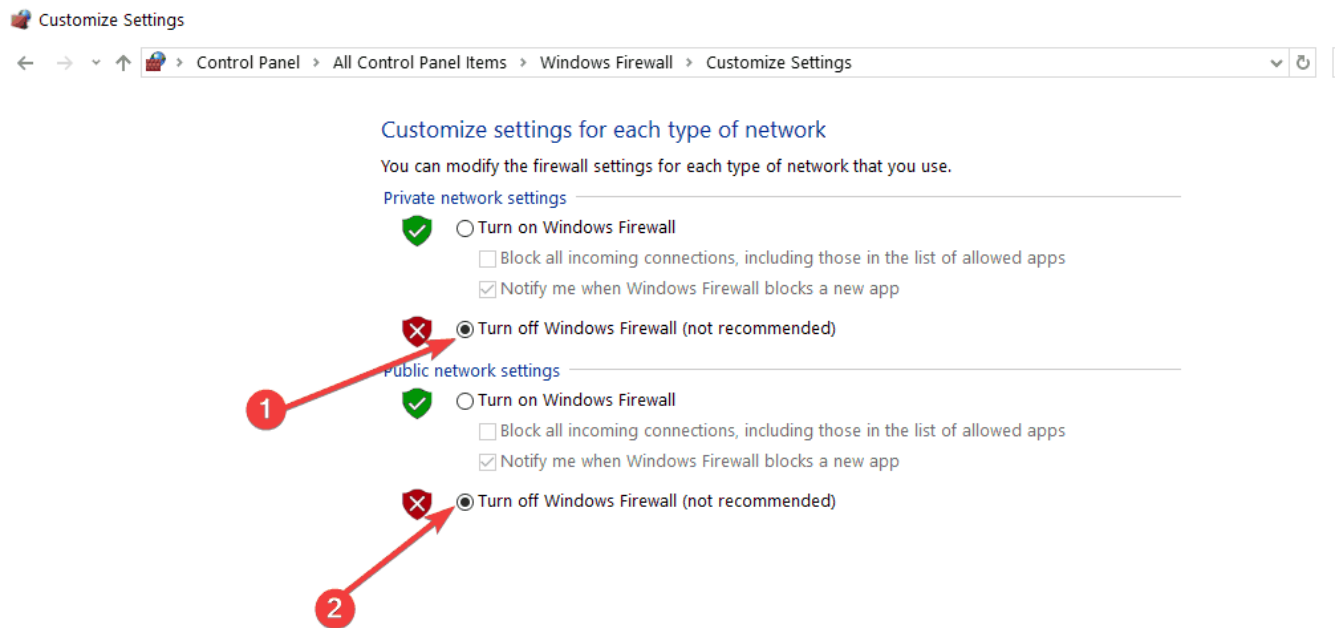 Customize Settings
Control Panel > All Control Panel Items > Windows Firewall > Customize Settings
Customize settings for each type of network
You can modify the firewall settings for each type of network that you use.
Private network settings
Turn on Windows Firewall
Block all incoming connections, including those in the list of allowed apps
Notify me when Windows Firewall blocks a new app
Turn off Windows Firewall (not recommended)
Public network settings
1
Turn on Windows Firewall
Block all incoming connections, including those in the list of allowed apps
Notify me when Windows Firewall blocks a new app
Turn off Windows Firewall (not recommended)
2